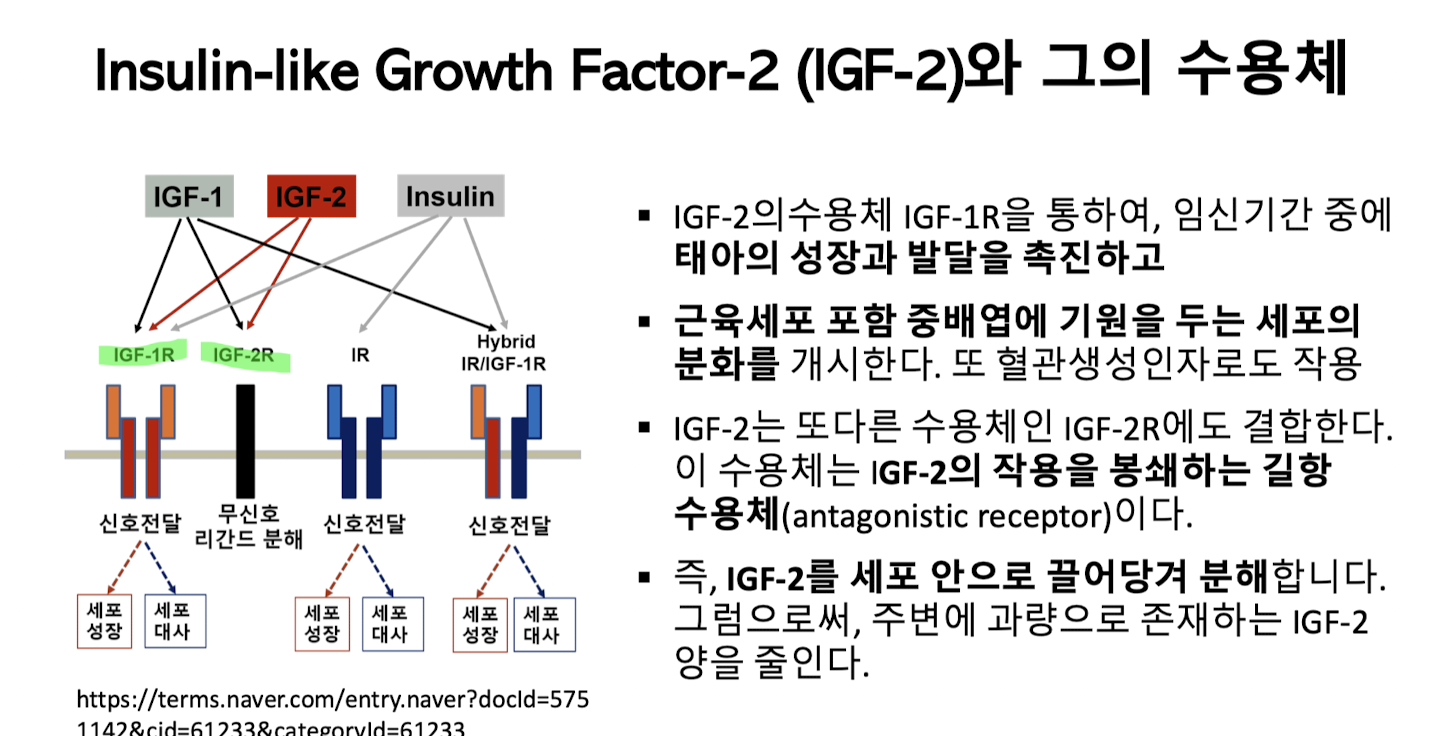 Insulin-like Growth Factor-2 (IGF-2)와 그의 수용체
IGF-1
IGF-2
Insulin
IGF-1R
IGF-2R
IR
Hybrid
IR/IGF-1R
신호전달
무신호
리간드 분해
신호전달
신호전달
세포
성장
세포
대사
세포
성장
세포
대사
세포
성장
세포
대사
https://terms.naver.com/entry.naver?docId=575
1142&cid=61233&categoryId=61233
▪ IGF-2의수용체 IGF-1R을 통하여, 임신기간 중에
태아의 성장과 발달을 촉진하고
▪ 근육세포 포함 중배엽에 기원을 두는 세포의
분화를 개시한다. 또 혈관생성인자로도 작용
▪ IGF-2는 또다른 수용체인 IGF-2R에도 결합한다.
이 수용체는 IGF-2의 작용을 봉쇄하는 길항
수용체(antagonistic receptor)이다.
▪ 즉, IGF-2를 세포 안으로 끌어당겨 분해합니다.
그럼으로써, 주변에 과량으로 존재하는 IGF-2
양을 줄인다.